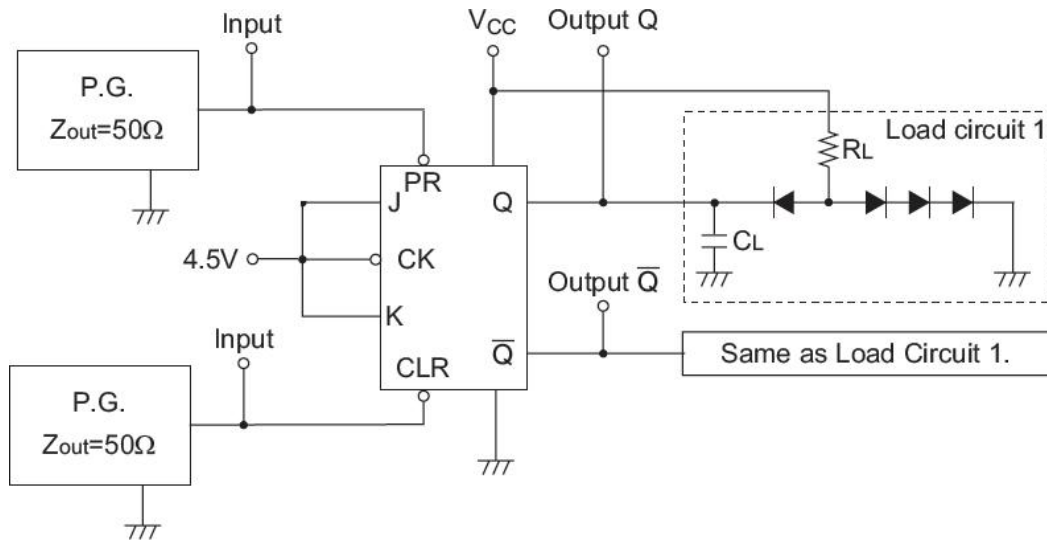 Input
V_CC
Output Q
P.G.
Zout=50Ω
Load circuit 1
RL
PR
J
Q
CL
4.5V
CK
Output Q̅
K
Input
Q̅
Same as Load Circuit 1.
CLR
P.G.
Zout=50Ω